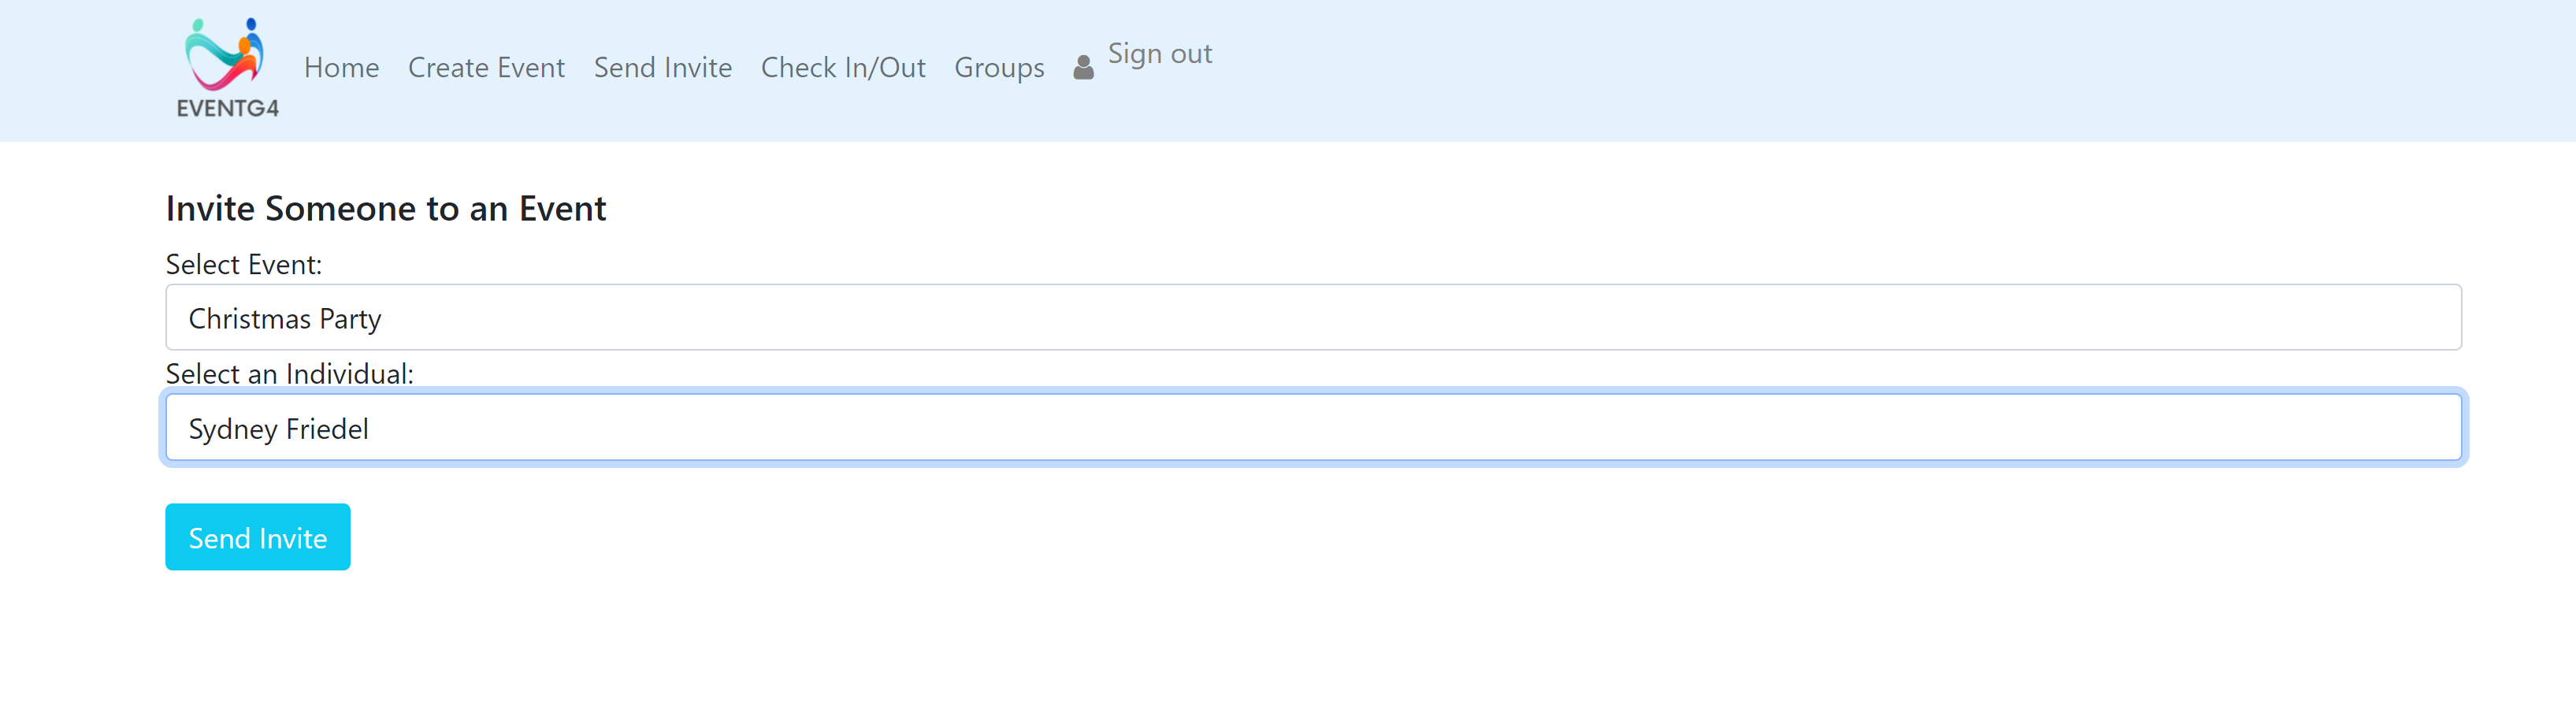 EVENTG4
Home Create Event Send Invite Check In/Out Groups Sign out
Invite Someone to an Event
Select Event:
Christmas Party
Select an Individual:
Sydney Friedel
Send Invite